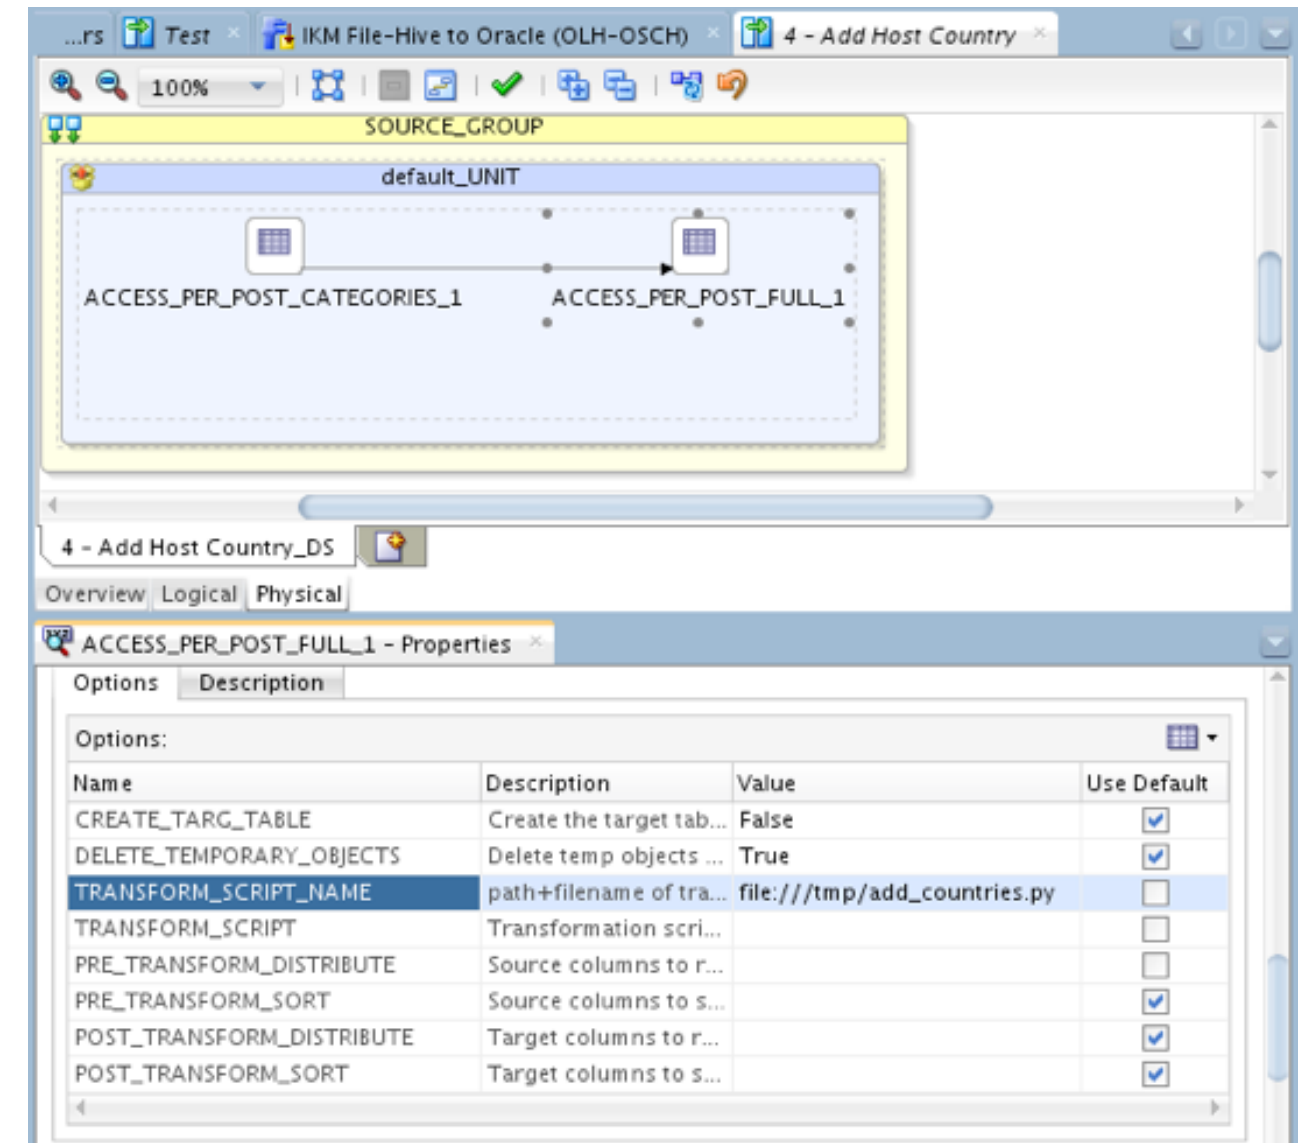 ...rs Test × IKM File-Hive to Oracle (OLH-OSCH) × 4 - Add Host Country ×
100%
SOURCE_GROUP
default_UNIT
ACCESS_PER_POST_CATEGORIES_1 ACCESS_PER_POST_FULL_1
4 - Add Host Country_DS
Overview Logical Physical
ACCESS_PER_POST_FULL_1 - Properties ×
Options Description
Options:
Name Description Value Use Default
CREATE_TARG_TABLE Create the target tab... False
DELETE_TEMPORARY_OBJECTS Delete temp objects ... True
TRANSFORM_SCRIPT_NAME path+filename of tra... file:///tmp/add_countries.py
TRANSFORM_SCRIPT Transformation scri...
PRE_TRANSFORM_DISTRIBUTE Source columns to r...
PRE_TRANSFORM_SORT Source columns to s...
POST_TRANSFORM_DISTRIBUTE Target columns to r...
POST_TRANSFORM_SORT Target columns to s...